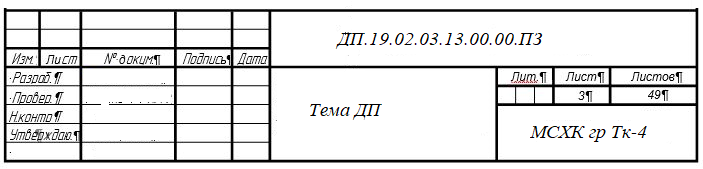 ДП.19.02.03.13.00.00.ПЗ
Изм. Лист №·докум.¶ Подпись¶ Дата
·Разраб.¶ Лит.¶ Лист¶ Листов¶
·Провер.¶ 3¶ 49¶
Тема ДП
Н.контр¶
Утверждаю.¶ МСХК гр Тк-4